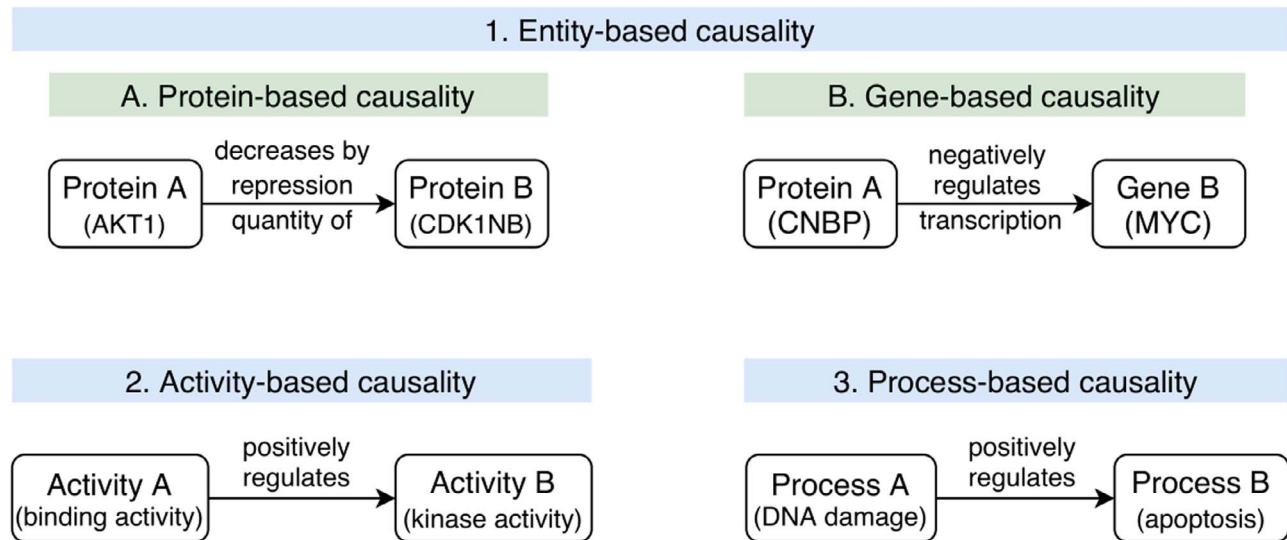 1. Entity-based causality
A. Protein-based causality
Protein A
(AKT1)
decreases by
repression
quantity of
Protein B
(CDK1NB)
B. Gene-based causality
Protein A
(CNBP)
negatively
regulates
transcription
Gene B
(MYC)
2. Activity-based causality
Activity A
(binding activity)
positively
regulates
Activity B
(kinase activity)
3. Process-based causality
Process A
(DNA damage)
positively
regulates
Process B
(apoptosis)